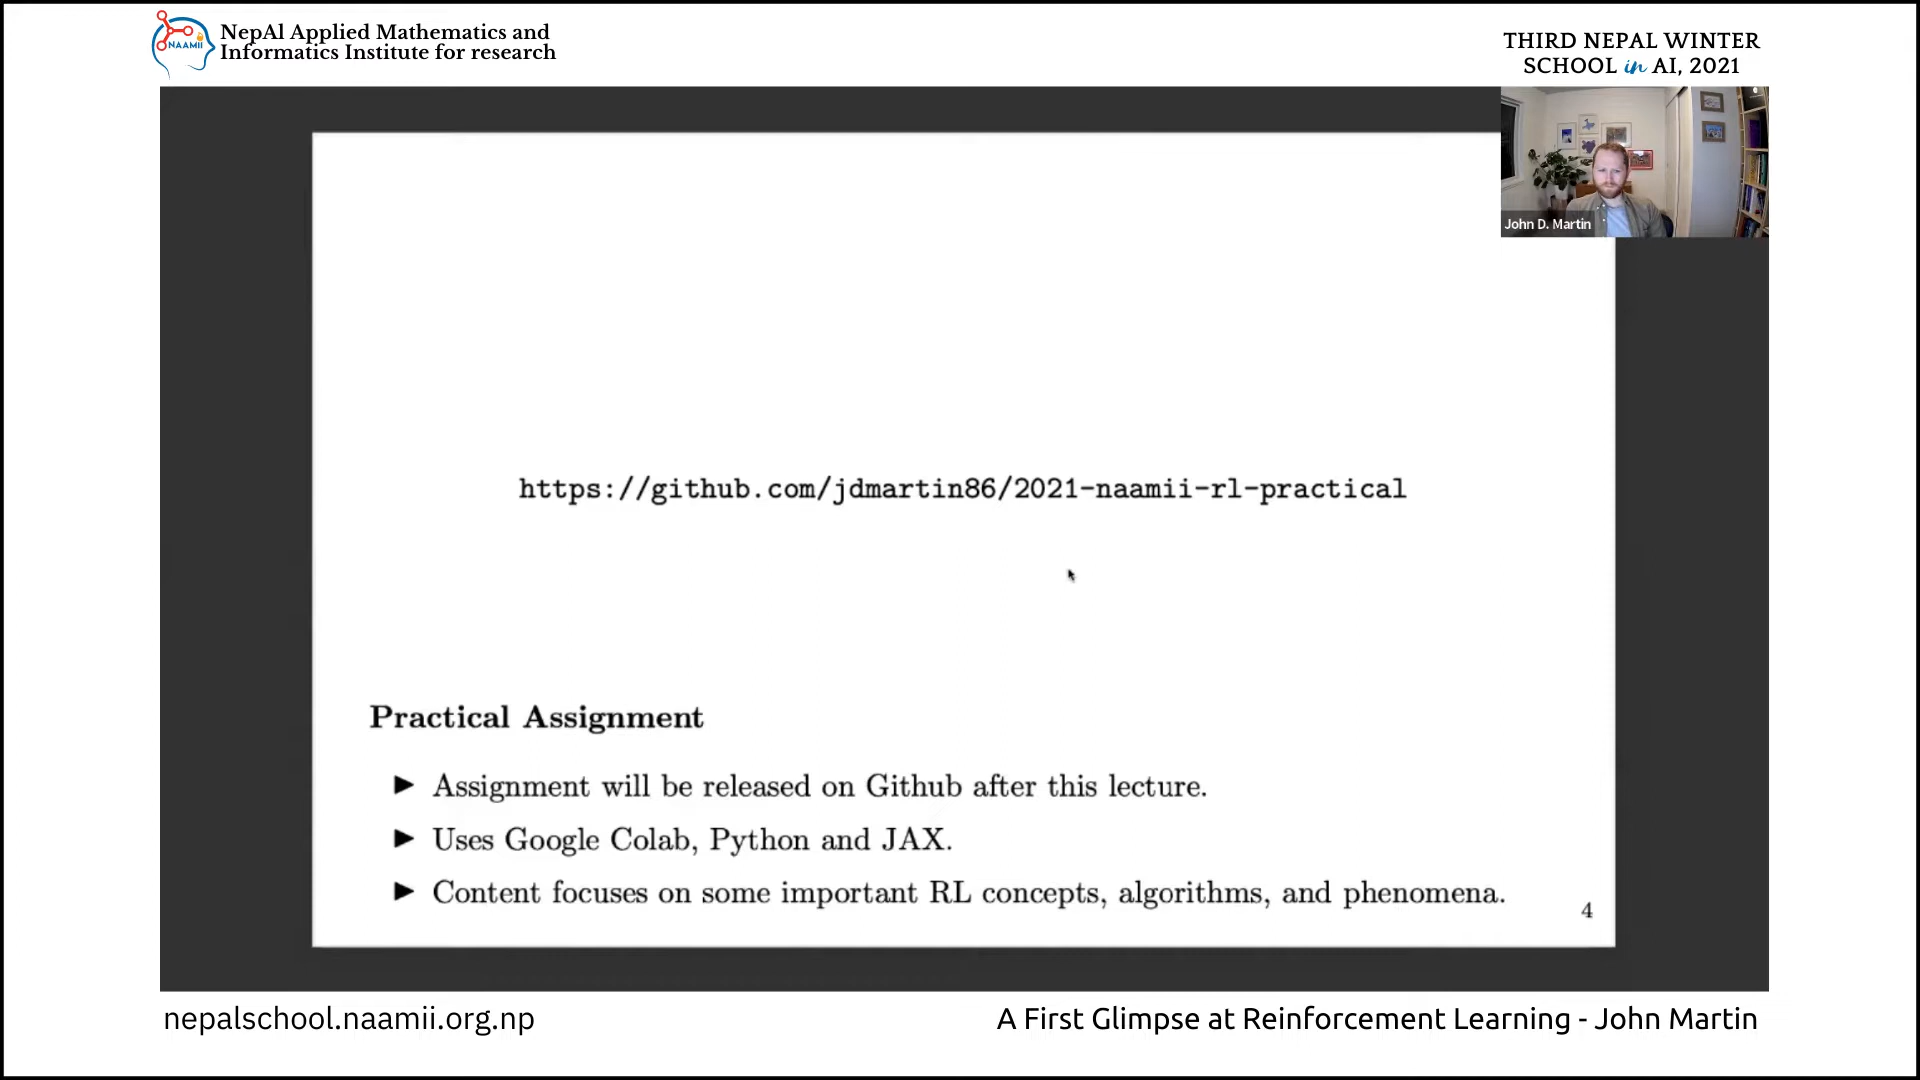 NAAMII
NepAl Applied Mathematics and
Informatics Institute for research
THIRD NEPAL WINTER
SCHOOL in AI, 2021
John D. Martin
https://github.com/jdmartin86/2021-naamii-rl-practical
Practical Assignment
▶ Assignment will be released on Github after this lecture.
▶ Uses Google Colab, Python and JAX.
▶ Content focuses on some important RL concepts, algorithms, and phenomena.
4
nepalschool.naamii.org.np
A First Glimpse at Reinforcement Learning - John Martin